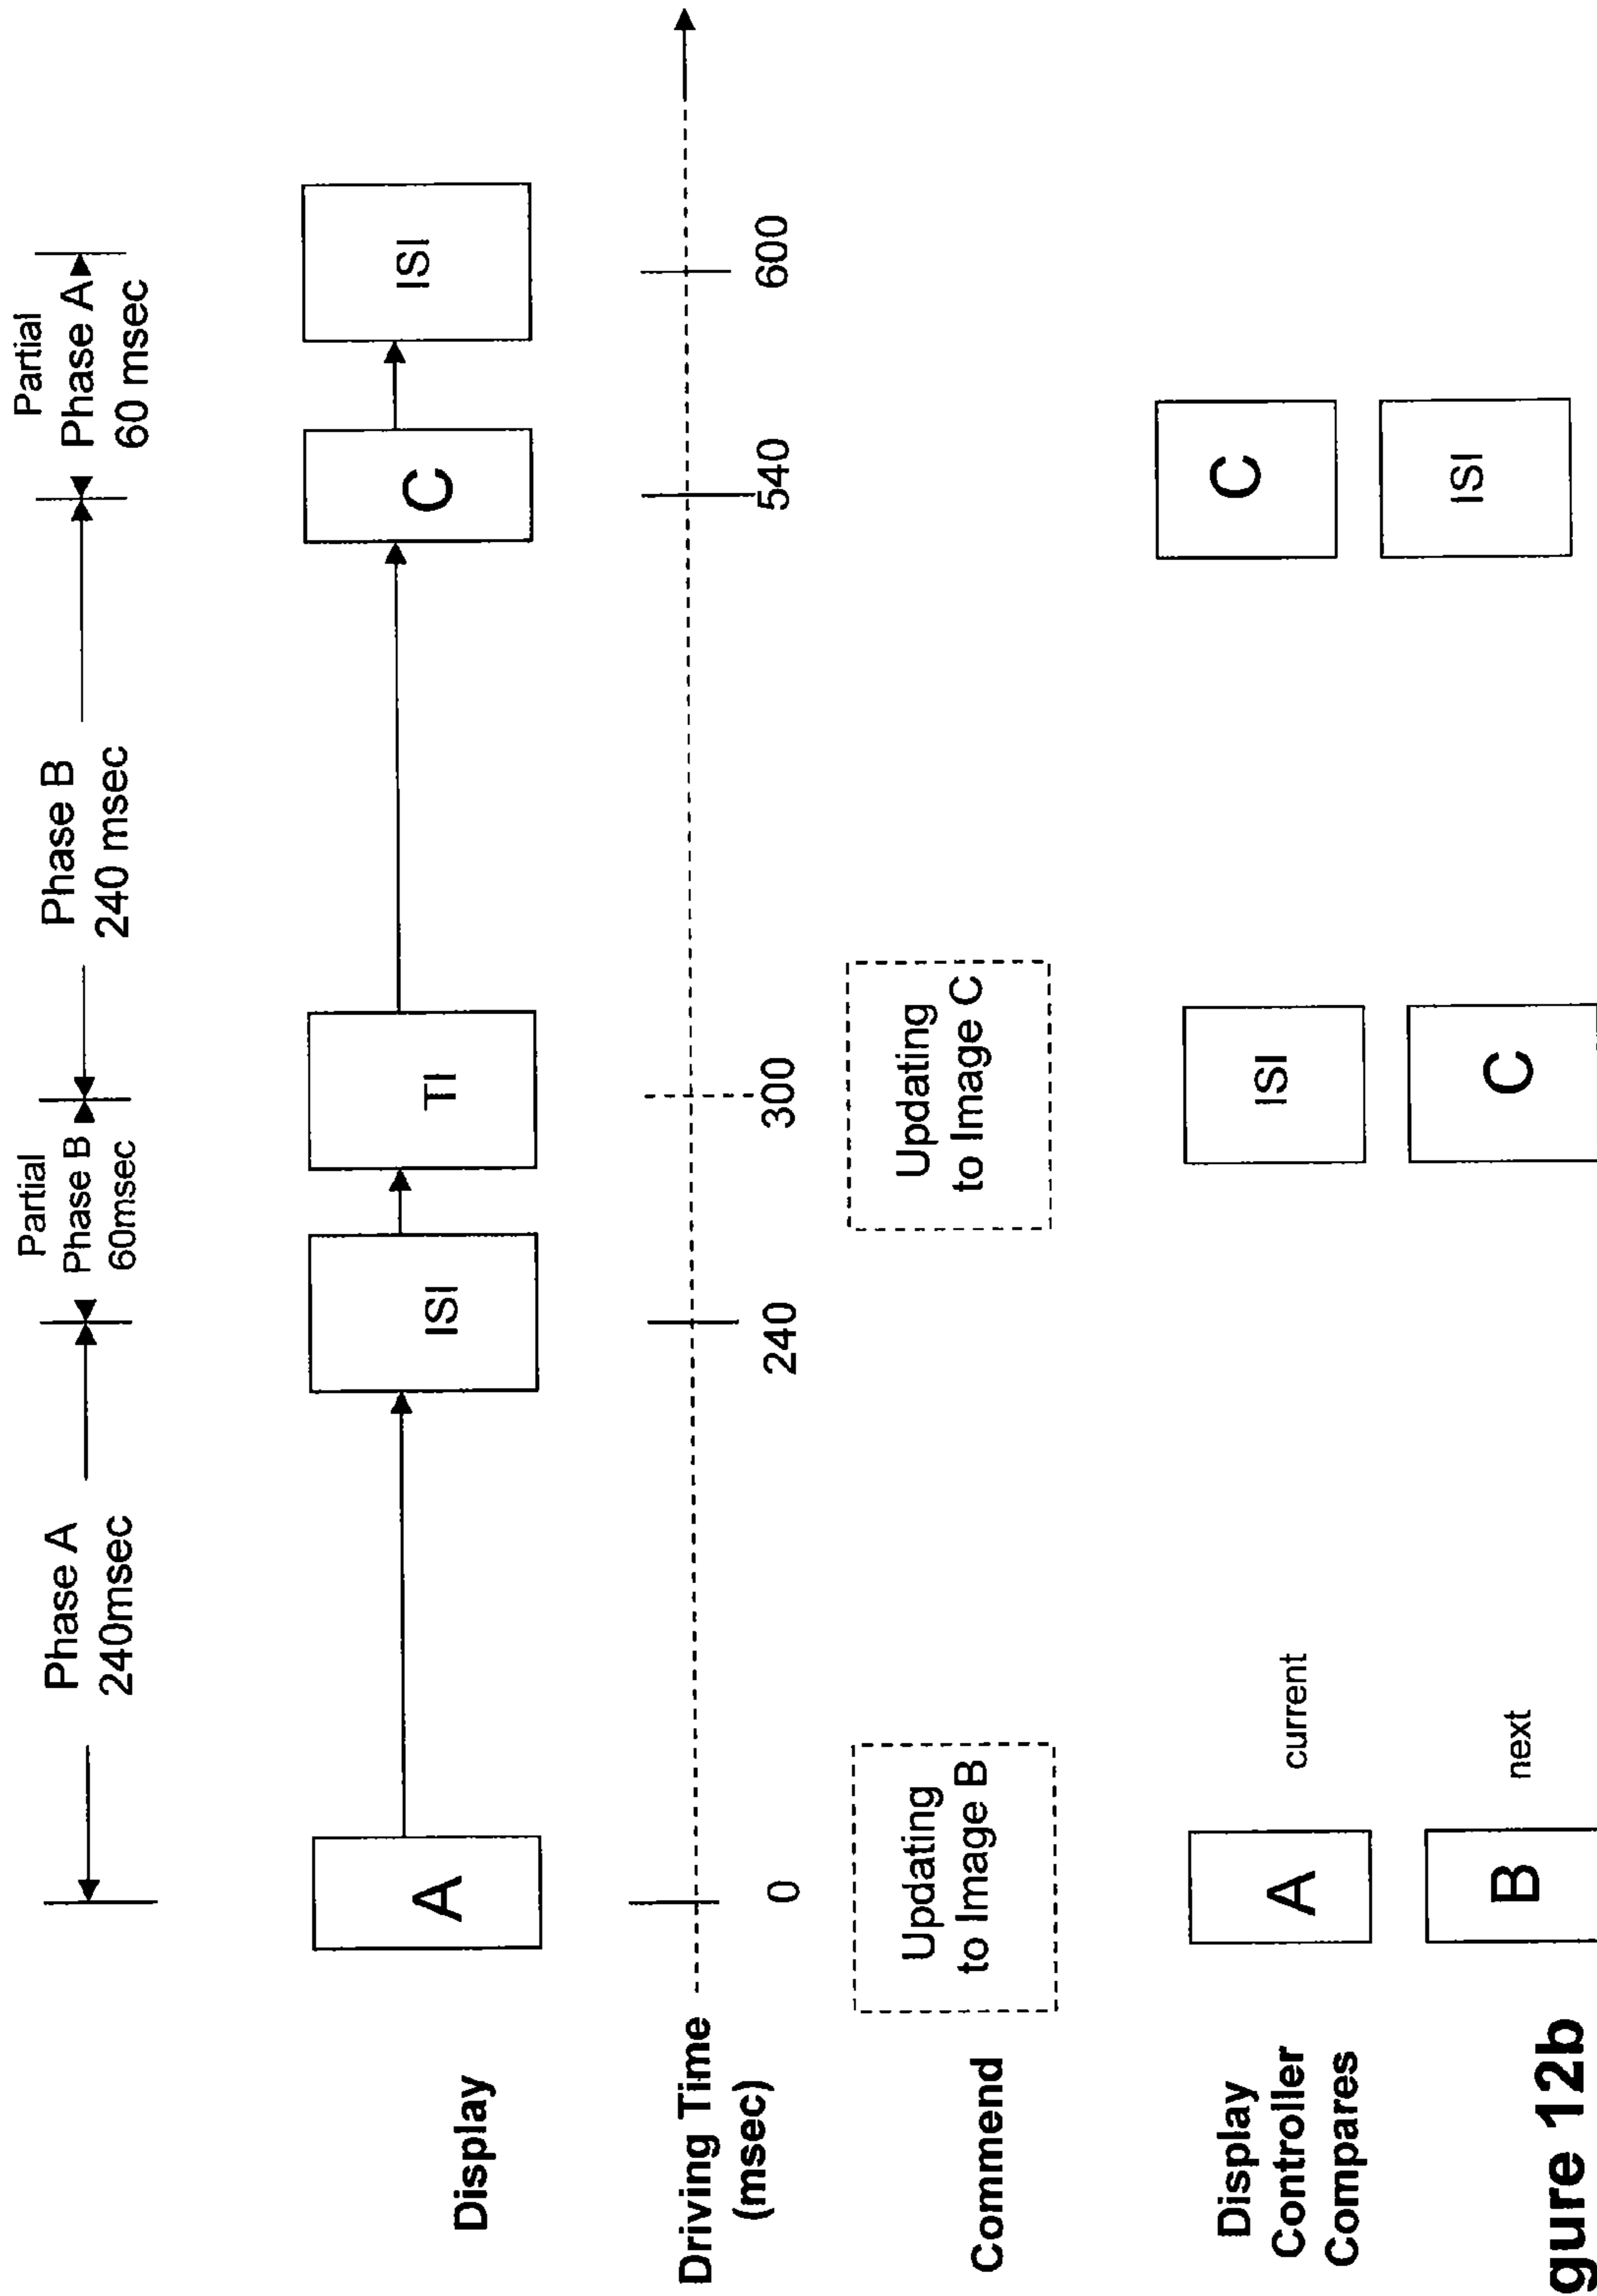 Phase A
240msec
Partial
Phase B
60msec
Phase B
240 msec
Partial
Phase A
60 msec
Display
A
ISI
TI
C
ISI
Driving Time
(msec)
0
240
300
540
600
Commend
Updating
to Image B
Updating
to Image C
Display
Controller
Compares
A
current
ISI
C
B
next
C
ISI
gure 12b